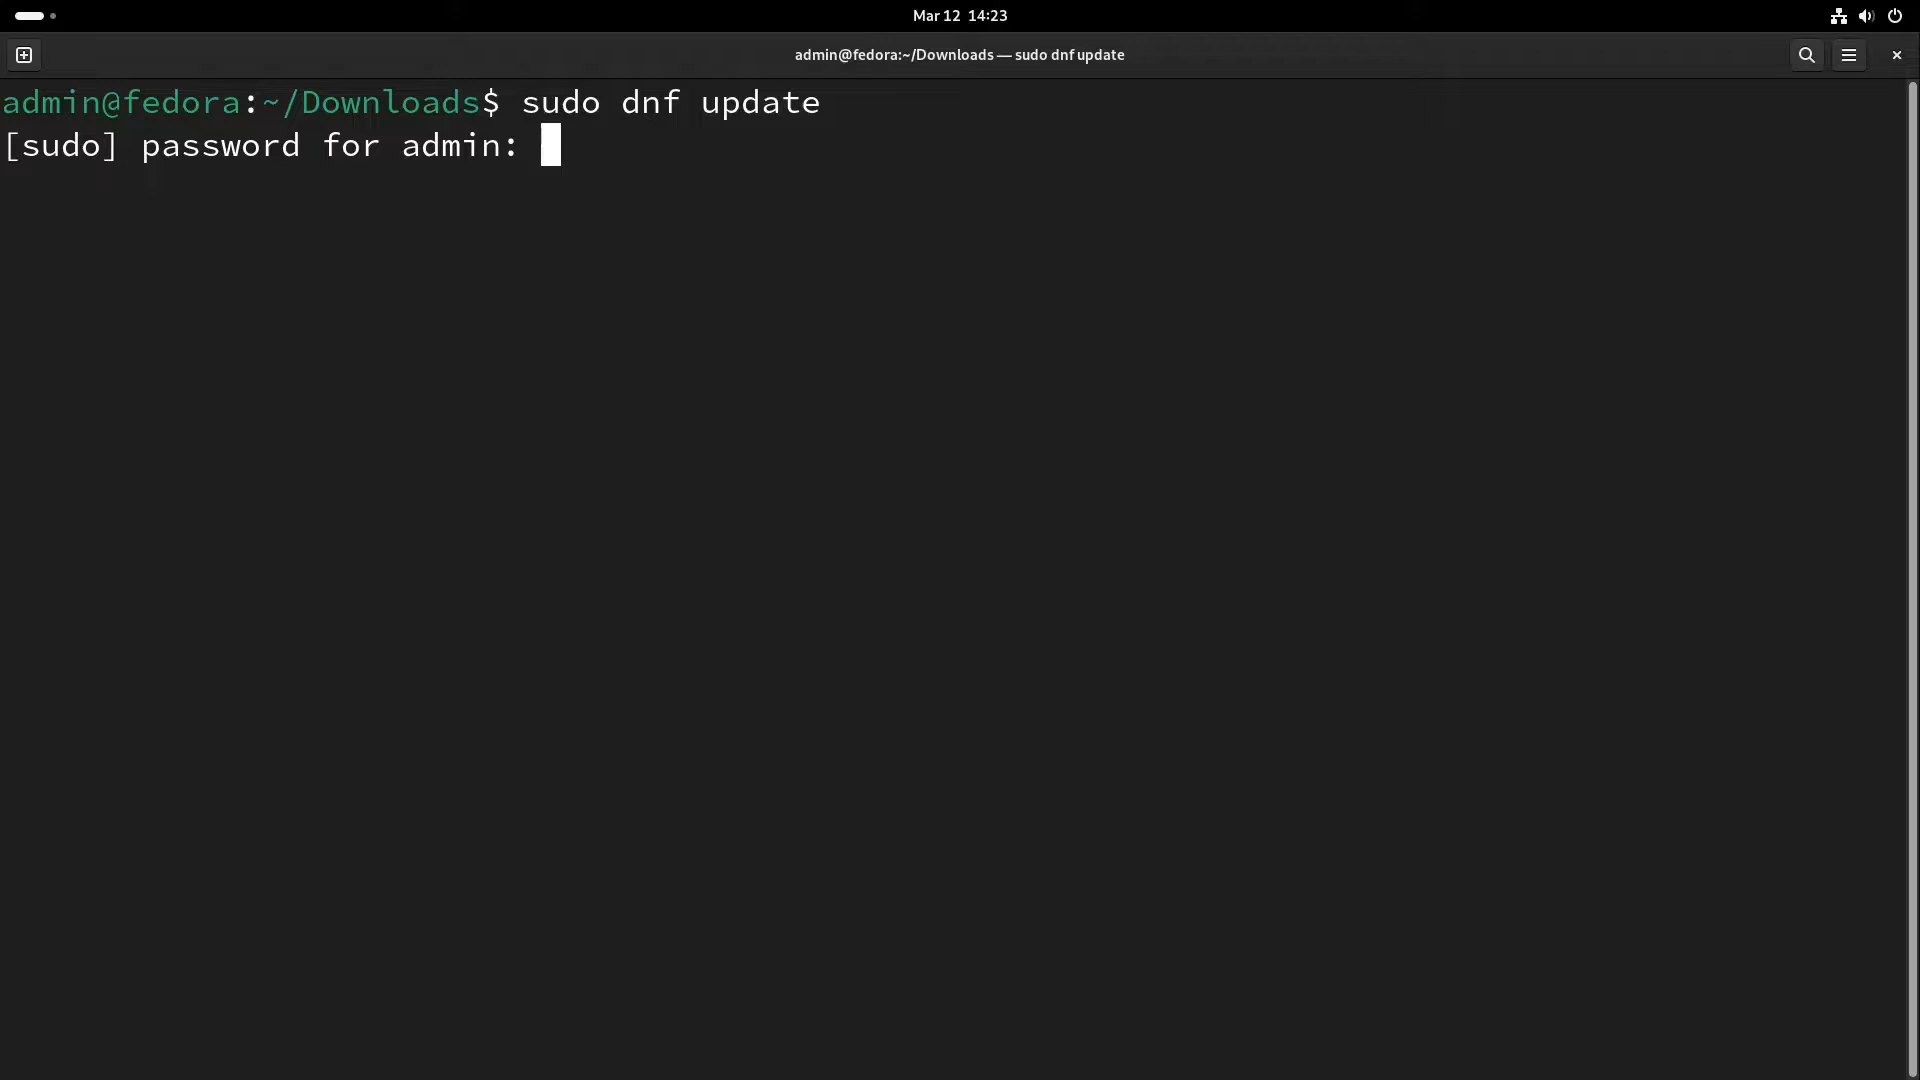 Mar 12 14:23
admin@fedora:~/Downloads — sudo dnf update
admin@fedora:~/Downloads$ sudo dnf update
[sudo] password for admin: